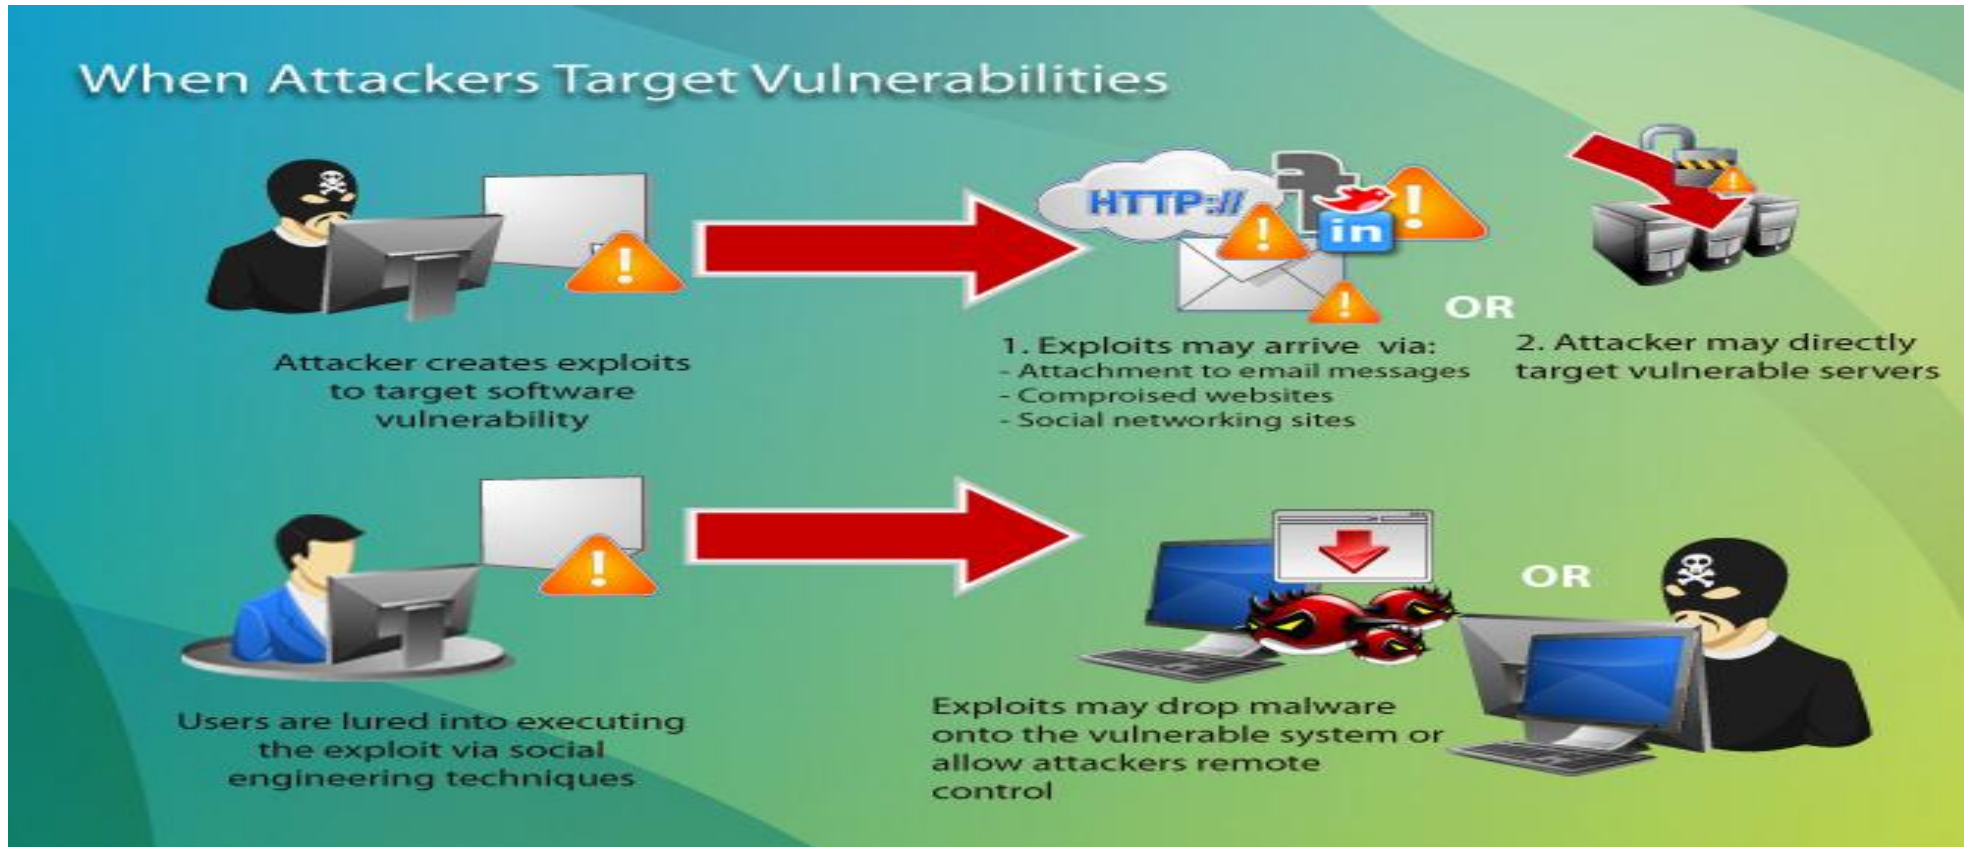 When Attackers Target Vulnerabilities
HTTP://
in
OR
Attacker creates exploits
to target software
vulnerability
1. Exploits may arrive via:
- Attachment to email messages
- Comproised websites
- Social networking sites
2. Attacker may directly
target vulnerable servers
OR
Users are lured into executing
the exploit via social
engineering techniques
Exploits may drop malware
onto the vulnerable system or
allow attackers remote
control